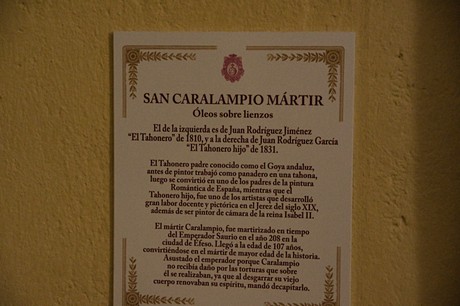 SAN CARALAMPIO MÁRTIR
Óleos sobre lienzos
El de la izquierda es de Juan Rodríguez Jiménez
"El Tahonero" de 1810, y a la derecha de Juan Rodríguez García
"El Tahonero hijo" de 1831.
El Tahonero padre conocido como el Goya andaluz,
antes de pintor trabajó como panadero en una tahona,
luego se convirtió en uno de los padres de la pintura
Romántica de España, mientras que el
Tahonero hijo, fue uno de los artistas que desarrolló
gran labor docente y pictórica en el Jerez del siglo XIX,
además de ser pintor de cámara de la reina Isabel II.
El mártir Caralampio, fue martirizado en tiempo
del Emperador Saurio en el año 208 en la
ciudad de Éfeso. Llegó a la edad de 107 años,
convirtiéndose en el mártir de mayor edad de la historia.
Asustado el emperador porque Caralampio
no recibía daño por las torturas que sobre
él se realizaban, ya que al desgarrar su viejo
cuerpo renovaban su espíritu, mandó decapitarlo.